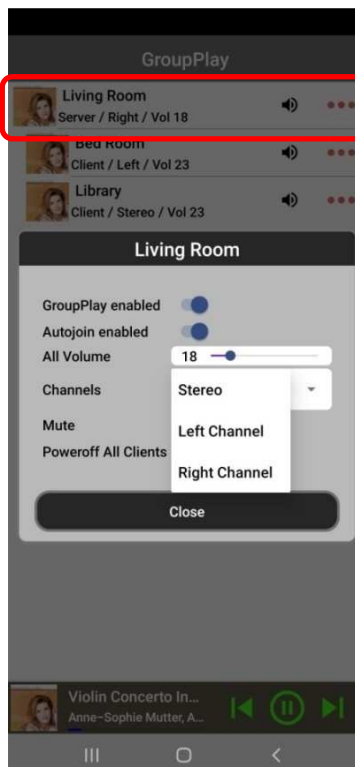 GroupPlay
Living Room
Server / Right / Vol 18
Bed Room
Client / Left / Vol 23
Library
Client / Stereo / Vol 23
Living Room
GroupPlay enabled
Autojoin enabled
All Volume 18
Channels
Stereo
Left Channel
Right Channel
Mute
Poweroff All Clients
Close
Violin Concerto In...
Anne-Sophie Mutter, A...